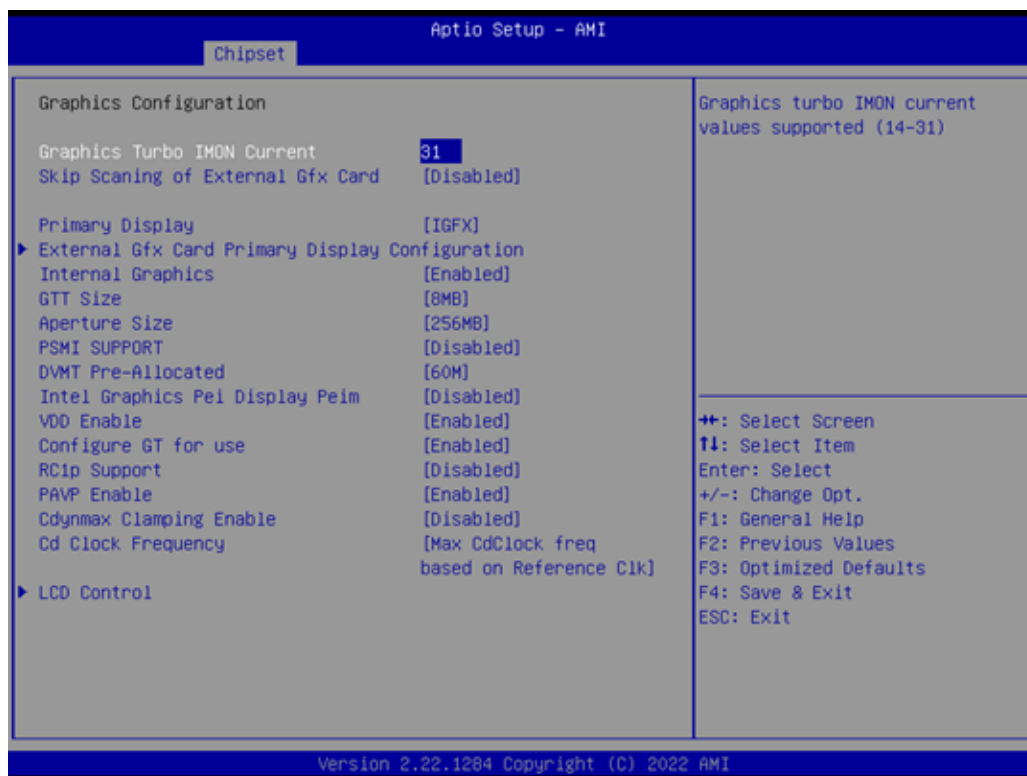 Aptio Setup - AMI
Chipset
Graphics Configuration
Graphics Turbo IMON Current 31
Skip Scaning of External Gfx Card [Disabled]
Primary Display [IGFX]
External Gfx Card Primary Display Configuration
Internal Graphics [Enabled]
GTT Size [8MB]
Aperture Size [256MB]
PSMI SUPPORT [Disabled]
DVMT Pre-Allocated [60M]
Intel Graphics Pei Display Peim [Disabled]
VDD Enable [Enabled]
Configure GT for use [Enabled]
RC1p Support [Disabled]
PAVP Enable [Enabled]
Cdynmax Clamping Enable [Disabled]
Cd Clock Frequency [Max CdClock freq
based on Reference Clk]
LCD Control
Graphics turbo IMON current
values supported (14-31)
→←: Select Screen
↑↓: Select Item
Enter: Select
+/-: Change Opt.
F1: General Help
F2: Previous Values
F3: Optimized Defaults
F4: Save & Exit
ESC: Exit
Version 2.22.1284 Copyright (C) 2022 AMI